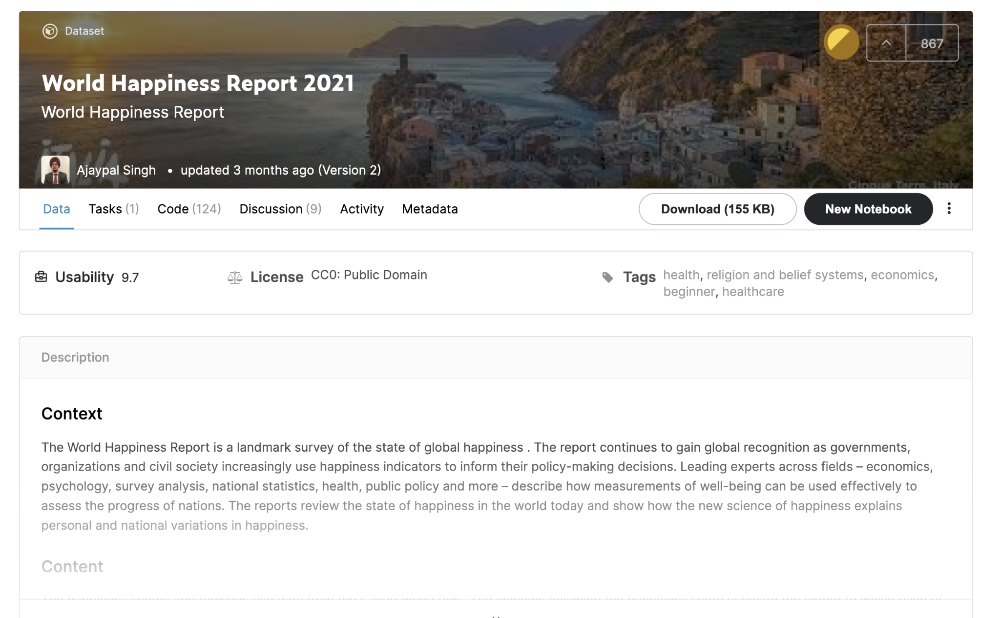 Dataset
867
World Happiness Report 2021
World Happiness Report
Ajaypal Singh • updated 3 months ago (Version 2)
Data Tasks (1) Code (124) Discussion (9) Activity Metadata Download (155 KB) New Notebook
Usability 9.7 License CC0: Public Domain Tags health, religion and belief systems, economics,
beginner, healthcare
Description
Context
The World Happiness Report is a landmark survey of the state of global happiness . The report continues to gain global recognition as governments,
organizations and civil society increasingly use happiness indicators to inform their policy-making decisions. Leading experts across fields – economics,
psychology, survey analysis, national statistics, health, public policy and more – describe how measurements of well-being can be used effectively to
assess the progress of nations. The reports review the state of happiness in the world today and show how the new science of happiness explains
personal and national variations in happiness.
Content